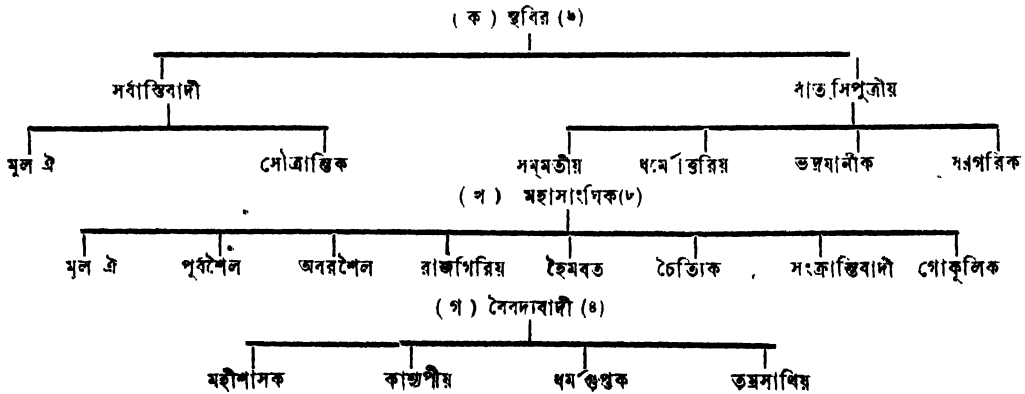 ( ক ) স্থবির (৬)
সর্বাস্তিবাদী বাত্সিপুত্রীয়
মূল ঐ সৌত্রান্তিক সম্মতীয় ধর্মোত্তরিয় ভদ্রযানীক
( খ ) মহাসাংঘিক(৮)
মূল ঐ পূর্বশৈল অবরশৈল রাজগিরিয় হৈমবত চৈত্যিক সংক্রান্তিবাদী গোকুলিক
( গ ) বৈবদ্যবাদী (৪)
মহীশাসক কাশ্যপীয় ধর্মগুপ্তক তম্রসাথিয়